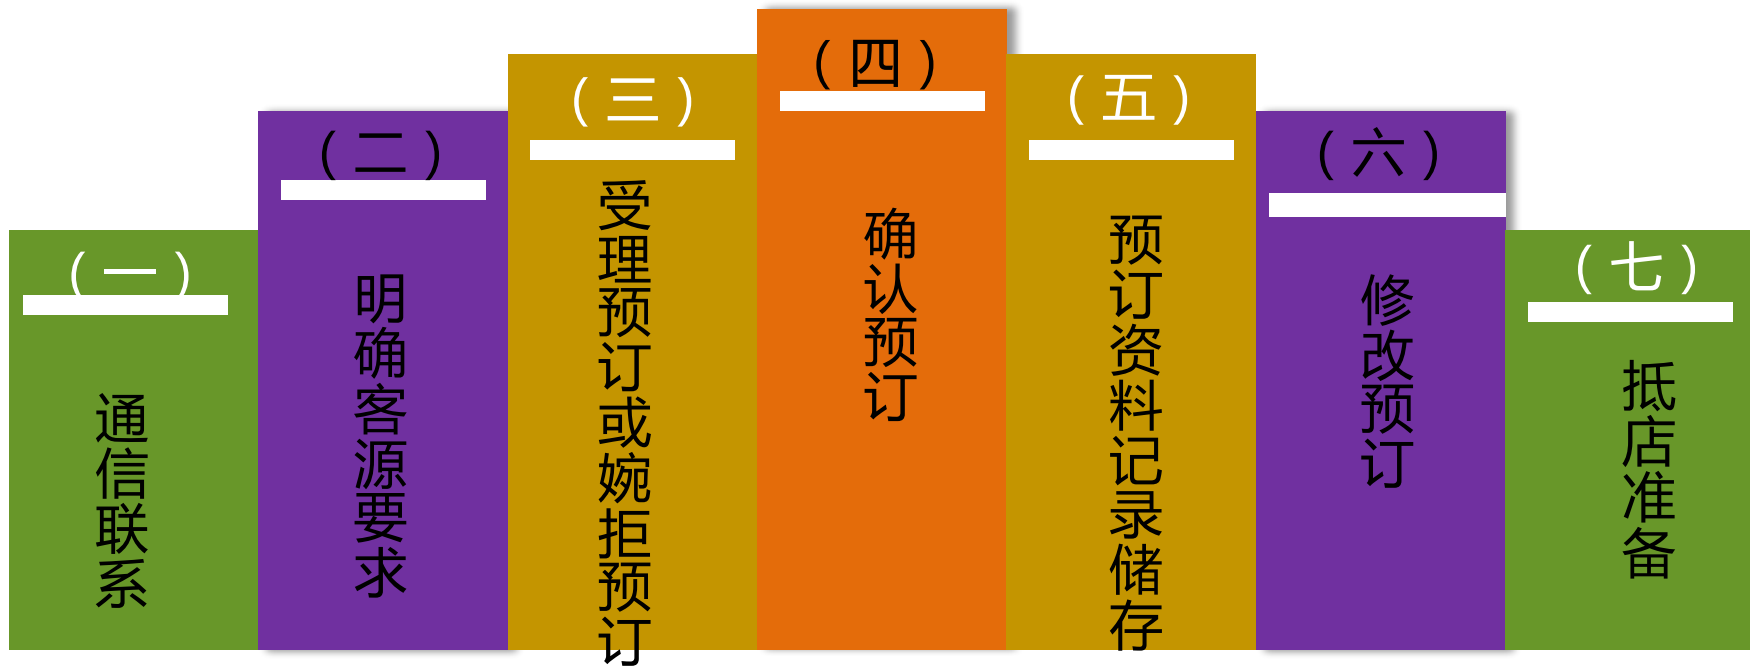 （一）
通信联系
（二）
明确客源要求
（三）
受理预订或婉拒预订
（四）
确认预订
（五）
预订资料记录储存
（六）
修改预订
（七）
抵店准备